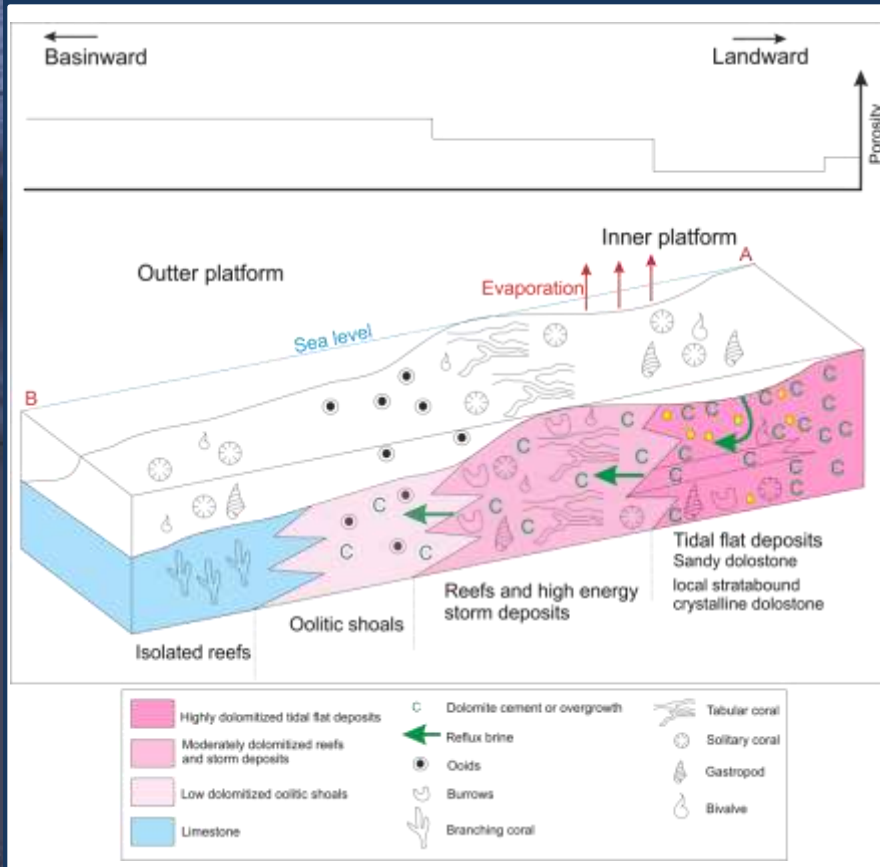 Basinward
Landward
Porosity
Inner platform
A
Outter platform
Evaporation
Sea level
B
C C C C C C C C C C C C C C C C C C C C C C C C
Tidal flat deposits
Sandy dolostone
local stratabound
crystalline dolostone
Reefs and high energy
storm deposits
Oolitic shoals
Isolated reefs
Highly dolomitized tidal flat deposits
Moderately dolomitized reefs
and storm deposits
Low dolomitized oolitic shoals
Limestone
C Dolomite cement or overgrowth
Reflux brine
Ooids
Burrows
Branching coral
Tabular coral
Solitary coral
Gastropod
Bivalve